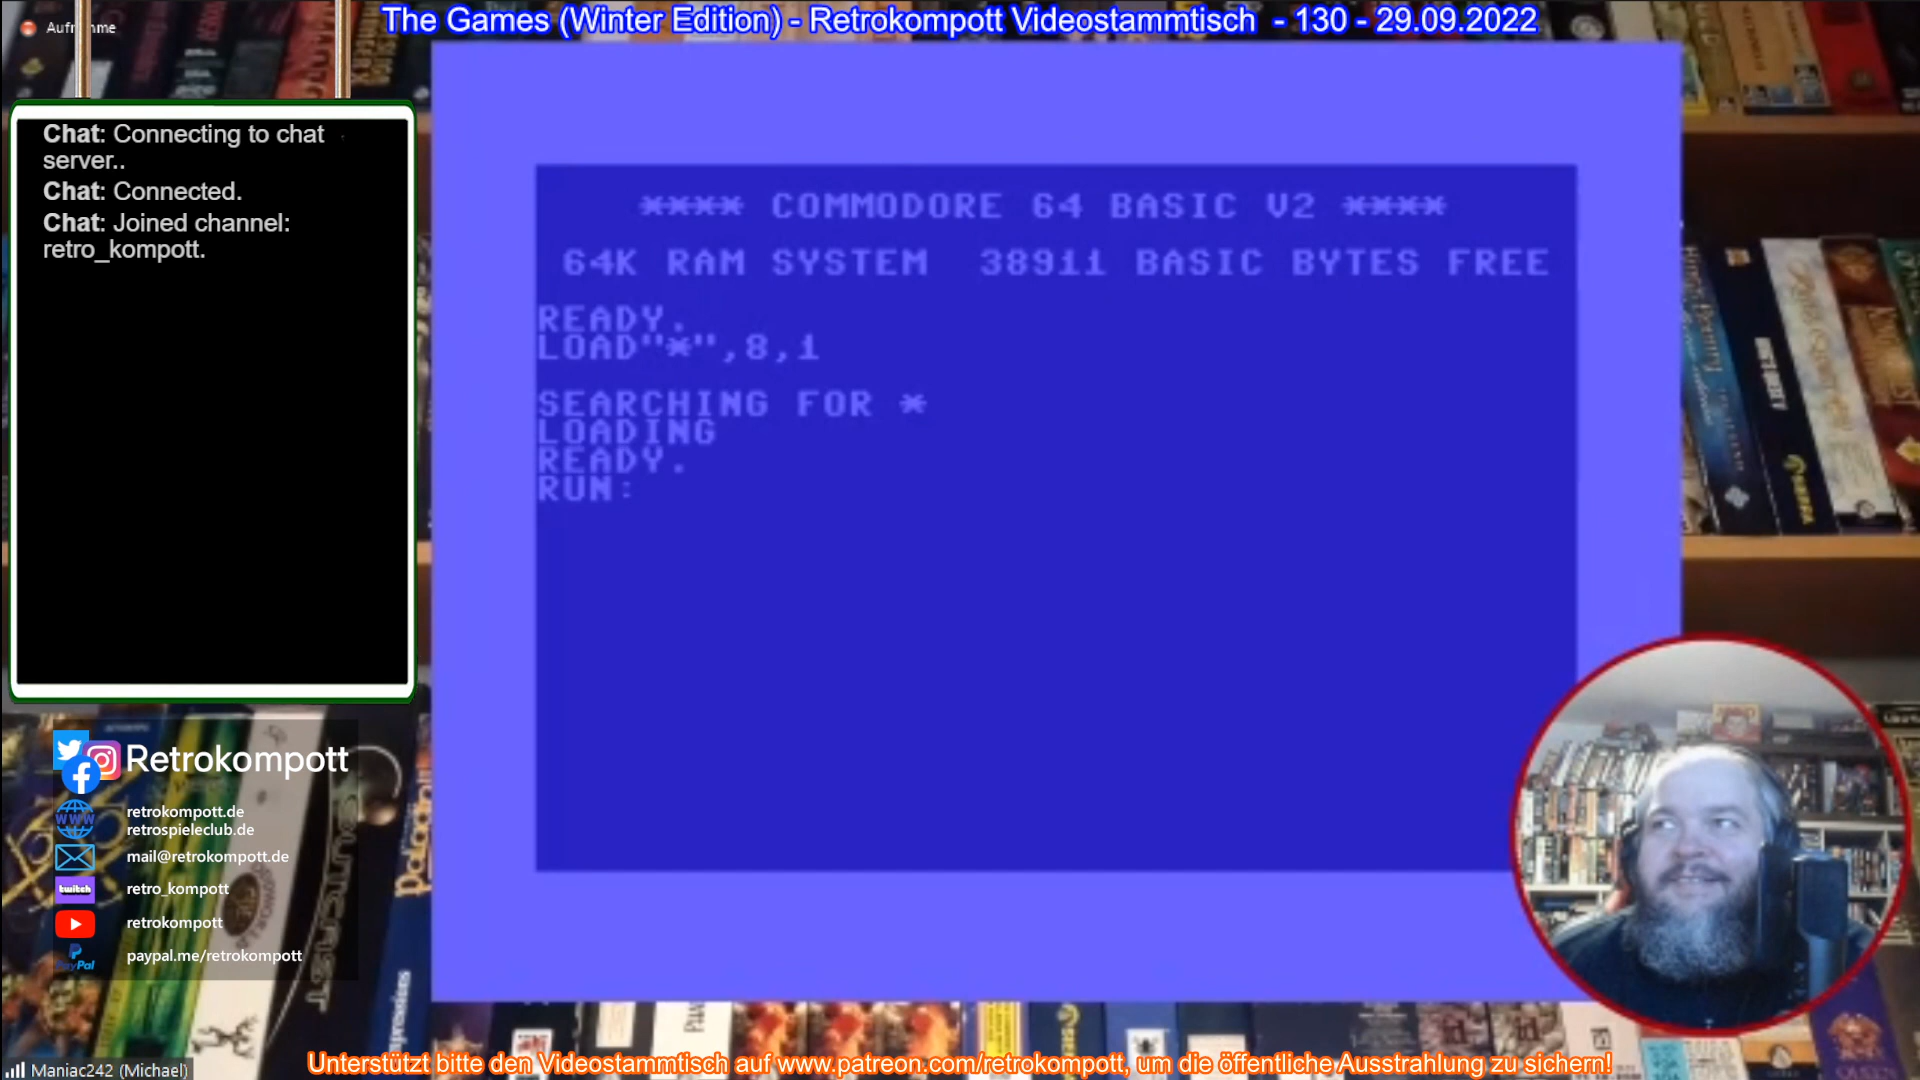 The Games (Winter Edition) - Retrokompott Videostammtisch - 130 - 29.09.2022
Chat: Connecting to chat
server..
Chat: Connected.
Chat: Joined channel:
retro_kompott.
**** COMMODORE 64 BASIC V2 ****
64K RAM SYSTEM 38911 BASIC BYTES FREE
READY.
LOAD"*",8,1
SEARCHING FOR *
LOADING
READY.
RUN:
Retrokompott
www
retrokompott.de
retrospieleclub.de
mail@retrokompott.de
twitch
retro_kompott
retrokompott
PayPal
paypal.me/retrokompott
Maniac242 (Michael)
Unterstützt bitte den Videostammtisch auf www.patreon.com/retrokompott, um die öffentliche Ausstrahlung zu sichern!